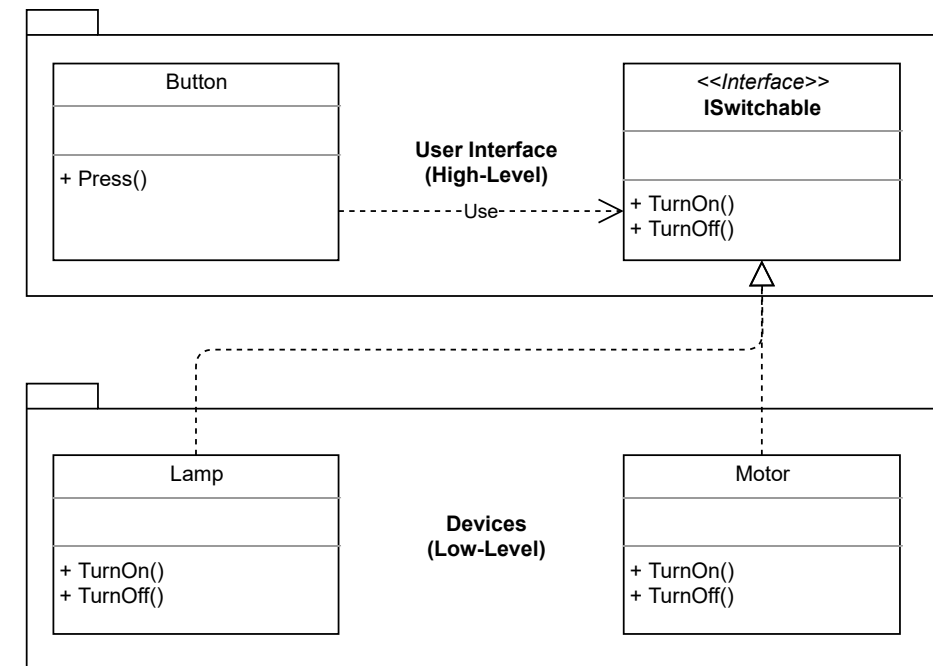 Button
+ Press()
User Interface
(High-Level)
Use
<<Interface>>
ISwitchable
+ TurnOn()
+ TurnOff()
Lamp
+ TurnOn()
+ TurnOff()
Devices
(Low-Level)
Motor
+ TurnOn()
+ TurnOff()